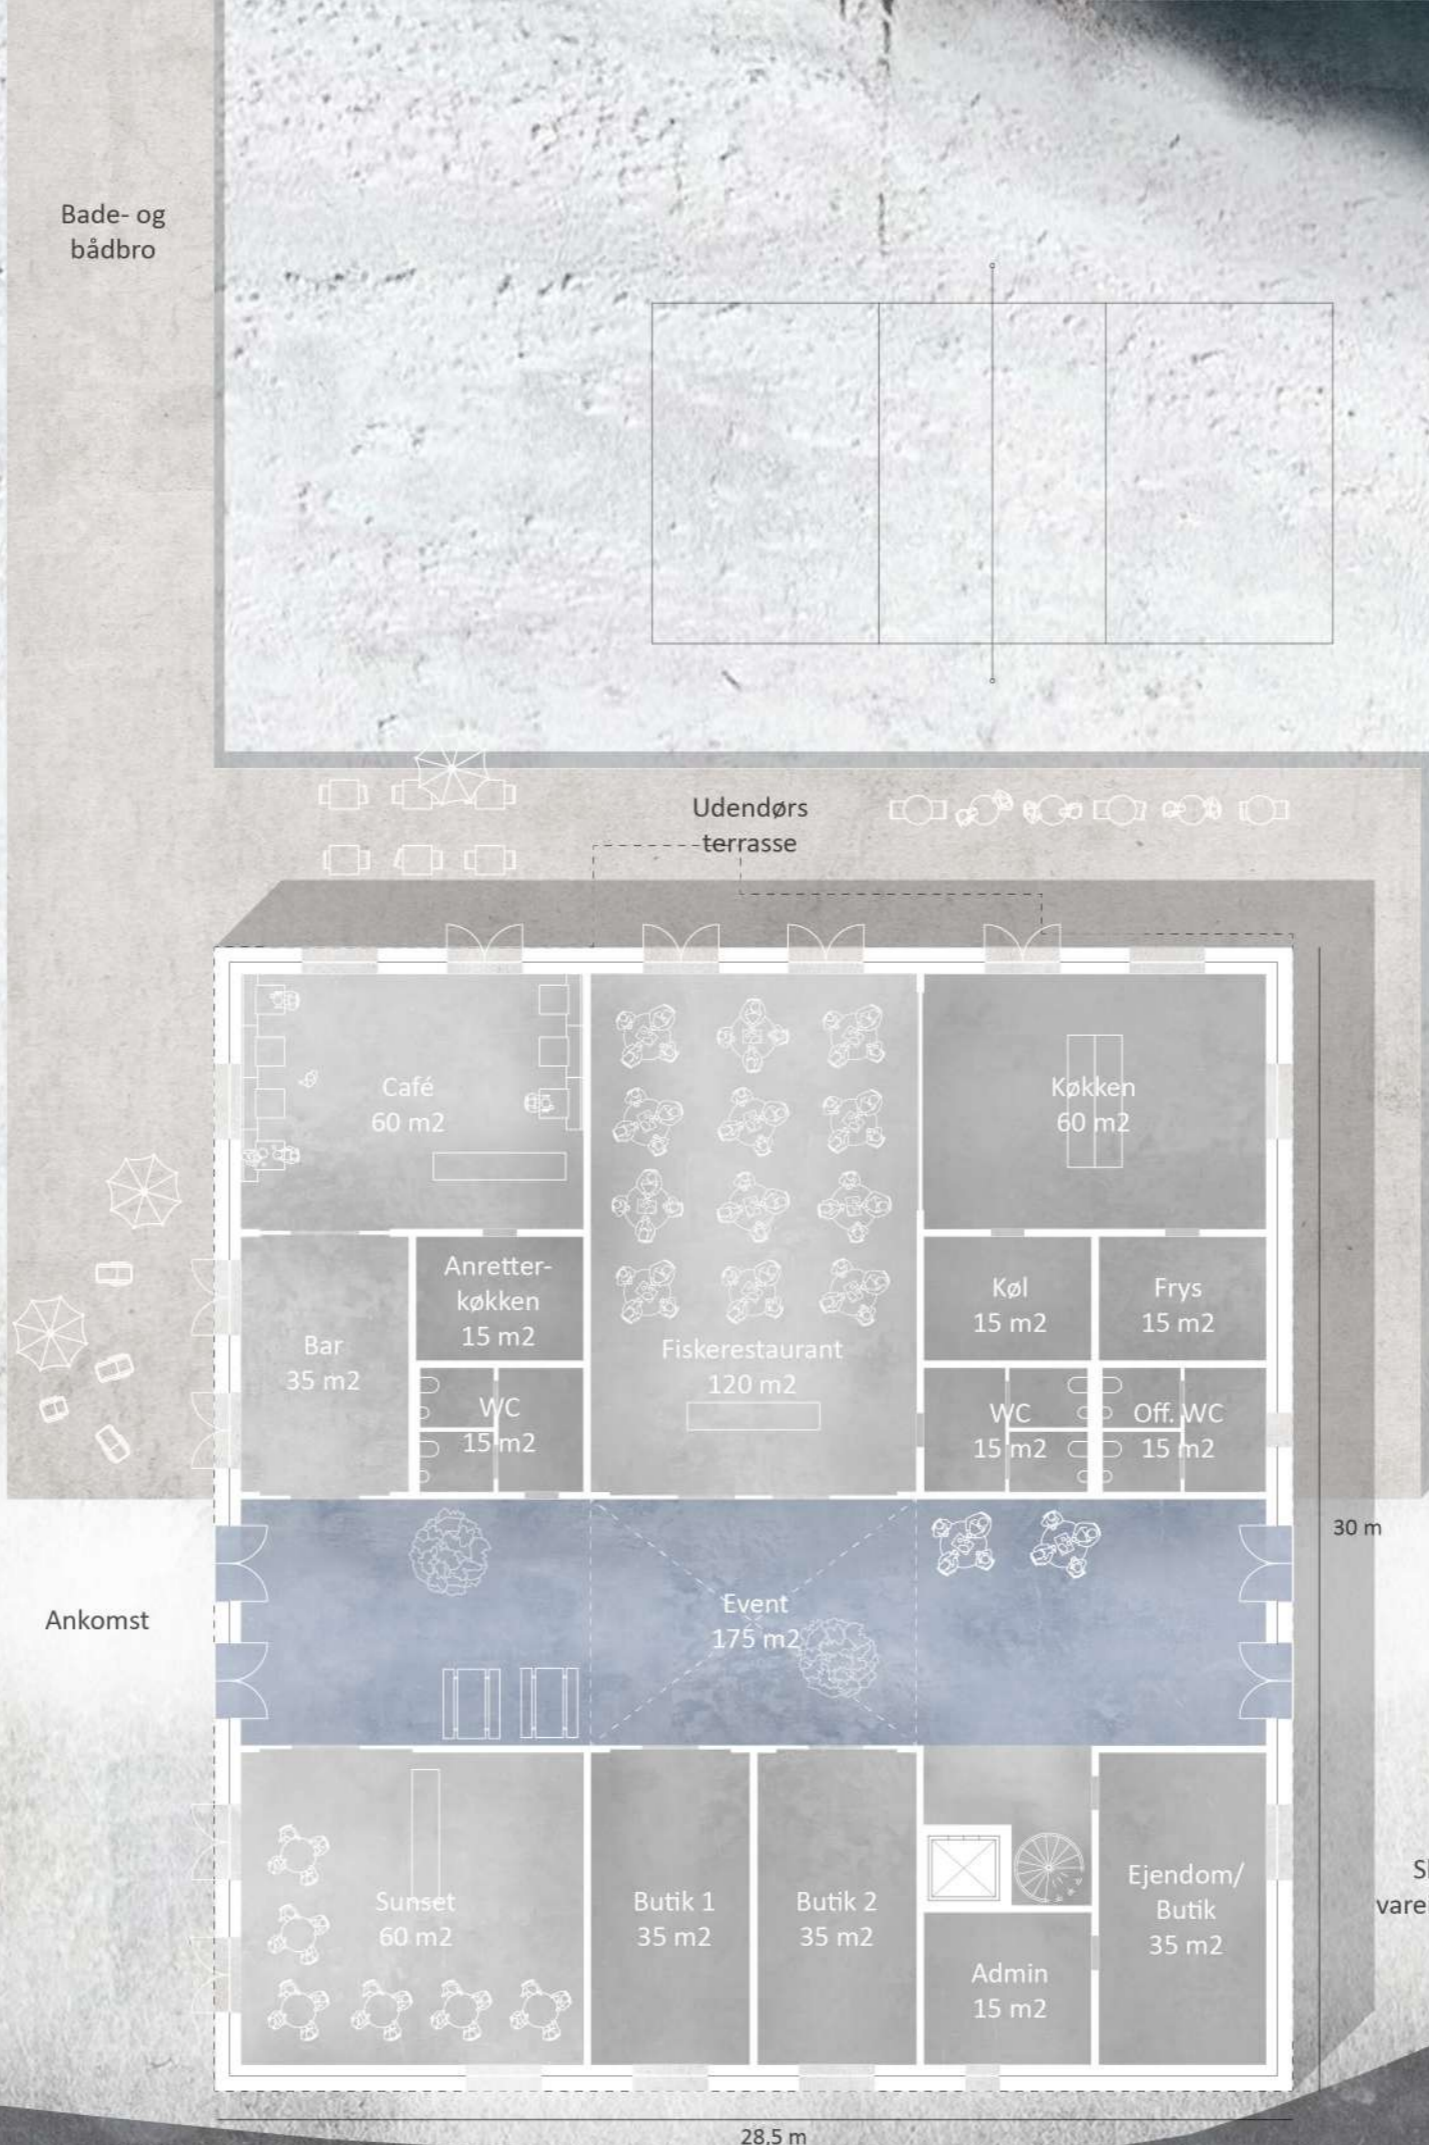 Bade- og
bådbro
Udendørs
terrasse
Café
60 m2
Køkken
60 m2
Anretter-
køkken
15 m2
Køl
15 m2
Frys
15 m2
Bar
35 m2
Fiskerestaurant
120 m2
WC
15 m2
WC
15 m2
Off. WC
15 m2
30 m
Event
175 m2
Ankomst
Sunset
60 m2
Butik 1
35 m2
Butik 2
35 m2
Ejendom/
Butik
35 m2
Admin
15 m2
28,5 m